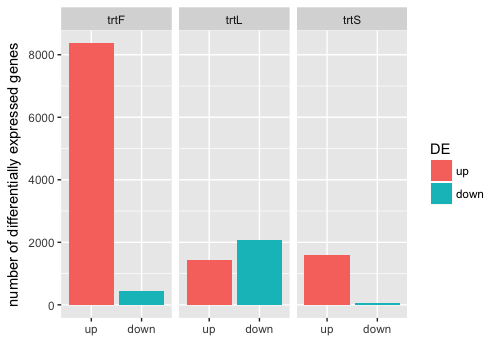 trtF trtL trtS
number of differentially expressed genes
8000
6000
4000
2000
0
up down up down up down
DE
up
down